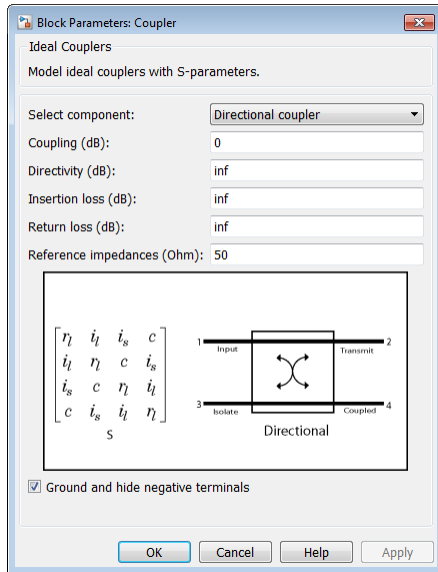 Block Parameters: Coupler
Ideal Couplers
Model ideal couplers with S-parameters.
Select component: Directional coupler
Coupling (dB): 0
Directivity (dB): inf
Insertion loss (dB): inf
Return loss (dB): inf
Reference impedances (Ohm): 50
r_l i_l i_s c
i_l r_l c i_s
i_s c r_l i_l
c i_s i_l r_l
S
1 Input Transmit 2
3 Isolate Coupled 4
Directional
Ground and hide negative terminals
OK Cancel Help Apply